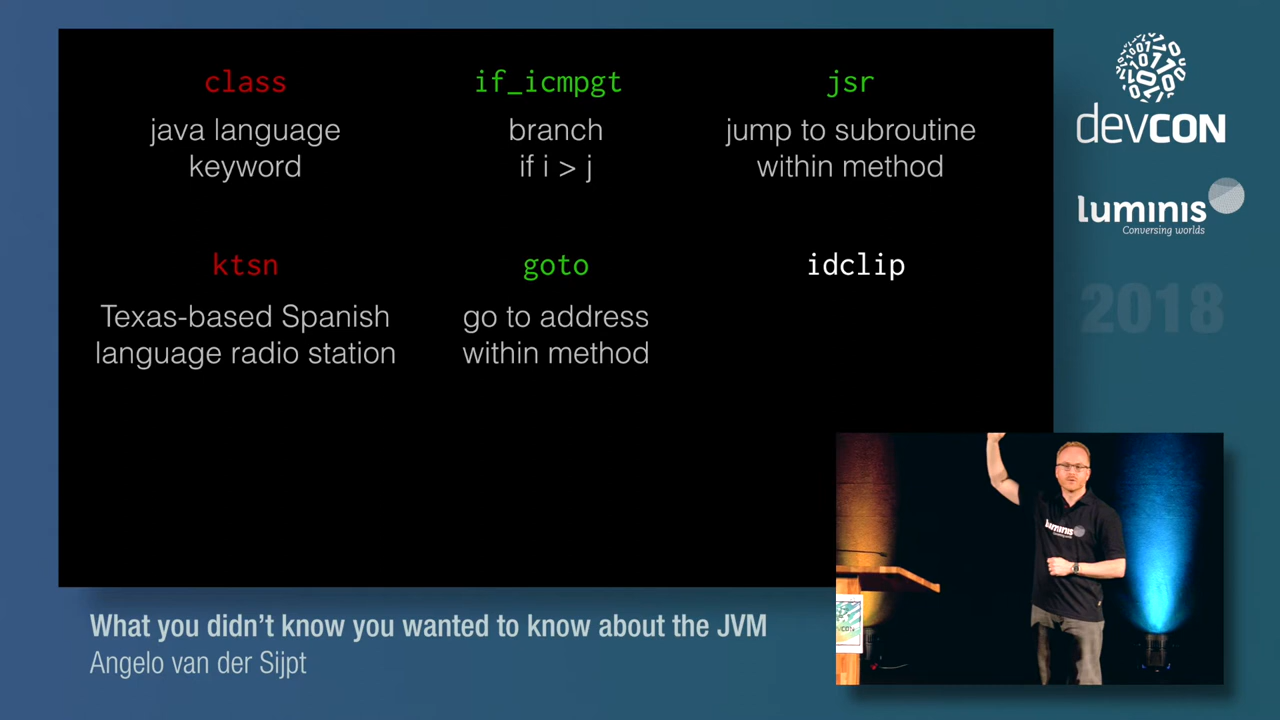 class
java language
keyword
if_icmpgt
branch
if i > j
jsr
jump to subroutine
within method
ktsn
Texas-based Spanish
language radio station
goto
go to address
within method
idclip
devcon
luminis
Conversing worlds
2018
luminis
What you didn't know you wanted to know about the JVM
Angelo van der Sijpt